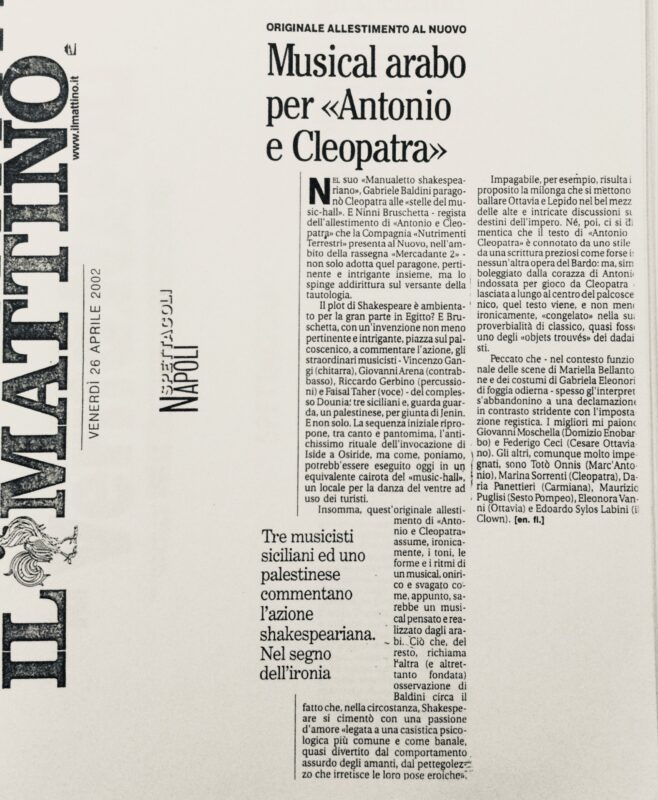 IL MATTINO
www.ilmattino.it
VENERDÌ 26 APRILE 2002
SPETTACOLI
NAPOLI
ORIGINALE ALLESTIMENTO AL NUOVO
Musical arabo
per «Antonio
e Cleopatra»
NEL suo «Manualetto shakespea-
riano», Gabriele Baldini parago-
nò Cleopatra alle «stelle del mu-
sic-hall». E Ninni Bruschetta - regista
dell'allestimento di «Antonio e Cleo-
patra» che la Compagnia «Nutrimenti
Terrestri» presenta al Nuovo, nell'am-
bito della rassegna «Mercadante 2» -
non solo adotta quel paragone, perti-
nente e intrigante insieme, ma lo
spinge addirittura sul versante della
tautologia.
Il plot di Shakespeare è ambienta-
to per la gran parte in Egitto? E Bru-
schetta, con un'invenzione non meno
pertinente e intrigante, piazza sul pal-
coscenico, a commentare l'azione, gli
straordinari musicisti - Vincenzo Gan-
gi (chitarra), Giovanni Arena (contrab-
basso), Riccardo Gerbino (percussio-
ni) e Faisal Taher (voce) - del comples-
so Dounia: tre siciliani e, guarda guar-
da, un palestinese, per giunta di Jenin.
E non solo. La sequenza iniziale ripro-
pone, tra canto e pantomima, l'anti-
chissimo rituale dell'invocazione di
Iside a Osiride, ma come, poniamo,
potrebb'essere eseguito oggi in un
equivalente cairota del «music-hall»,
un locale per la danza del ventre ad
uso dei turisti.
Insomma, quest'originale allesti-
mento di «Anto-
nio e Cleopatra»
assume, ironica-
mente, i toni, le
forme e i ritmi di
un musical, oniri-
co e svagato co-
me, appunto, sa-
rebbe un musi-
cal pensato e rea-
lizzato dagli ara-
bi. Ciò che, del
resto, richiama
l'altra (e altret-
tanto fondata)
osservazione di
Baldini circa il
fatto che, nella circostanza, Shakespe-
are si cimentò con una passione
d'amore «legata a una casistica psico-
logica più comune e come banale,
quasi divertito dal comportamento
assurdo degli amanti, dal pettegolez-
zo che irretisce le loro pose eroiche».
Tre musicisti
siciliani ed uno
palestinese
commentano
l'azione
shakespeariana.
Nel segno
dell'ironia
Impagabile, per esempio, risulta
proposito la milonga che si mettono
ballare Ottavia e Lepido nel bel mezz
delle alte e intricate discussioni su
destini dell'impero. Né, poi, ci si di
mentica che il testo di «Antonio
Cleopatra» è connotato da uno stile
da una scrittura preziosi come forse i
nessun'altra opera del Bardo: ma, sim
boleggiato dalla corazza di Antoni
indossata per gioco da Cleopatra
lasciata a lungo al centro del palcosce
nico, quel testo viene, e non men
ironicamente, «congelato» nella su
proverbialità di classico, quasi foss
uno degli «objets trouvés» dei dadai
sti.
Peccato che - nel contesto funzio
nale delle scene di Mariella Bellanto
ne e dei costumi di Gabriela Eleonori
di foggia odierna - spesso gl'interpret
s'abbandonino a una declamazione
in contrasto stridente con l'imposta
zione registica. I migliori mi paion
Giovanni Moschella (Domizio Enobar
bo) e Federigo Ceci (Cesare Ottavia
no). Gli altri, comunque molto impe
gnati, sono Totò Onnis (Marc'Anto
nio), Marina Sorrenti (Cleopatra), Da
ria Panettieri (Carmiana), Maurizio
Puglisi (Sesto Pompeo), Eleonora Van
ni (Ottavia) e Edoardo Sylos Labini (il
Clown). [en. fi.]